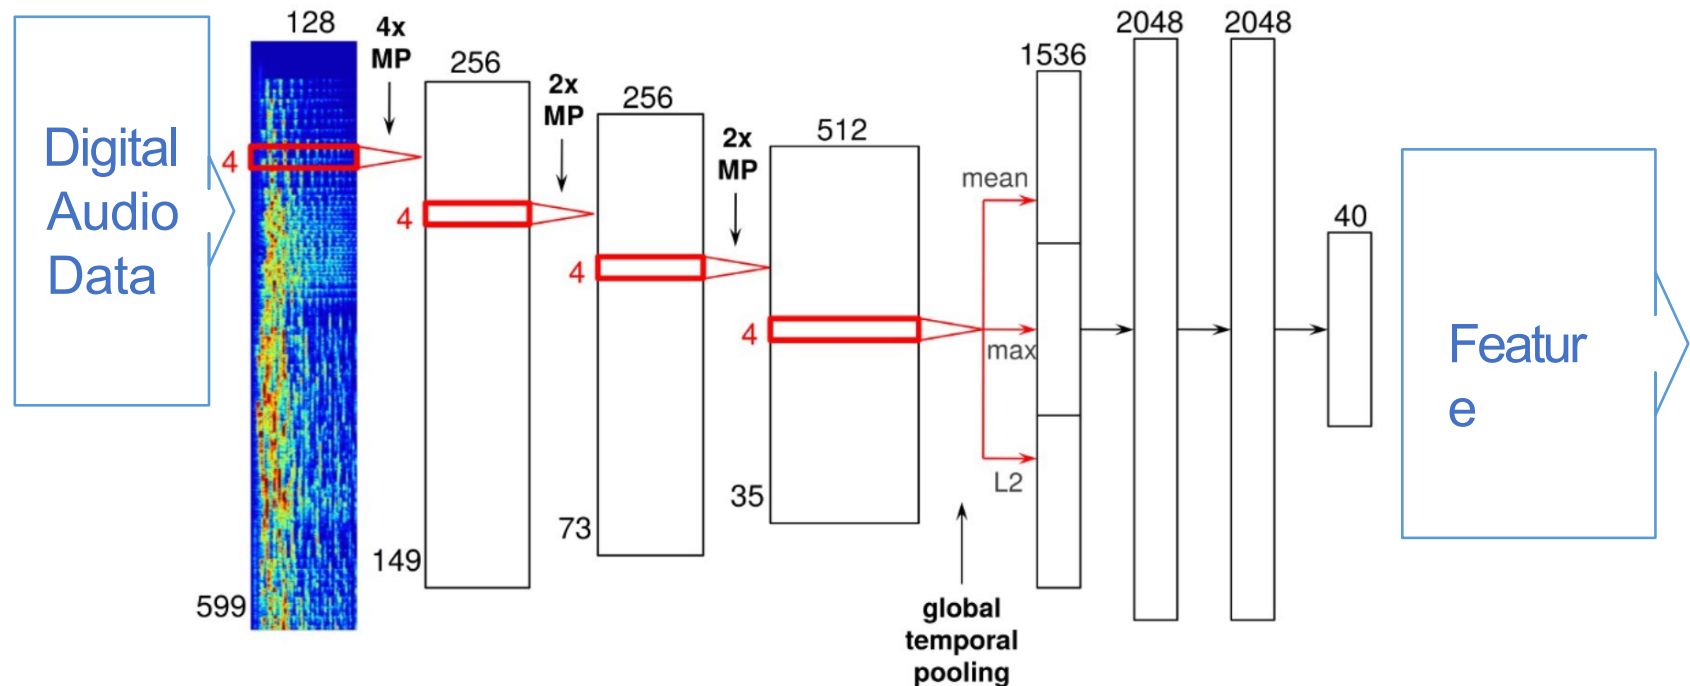 Digital
Audio
Data
128
4
599
4x
MP
256
4
149
2x
MP
256
4
73
2x
MP
512
4
35
mean
max
L2
global
temporal
pooling
1536
2048
2048
40
Featur
e